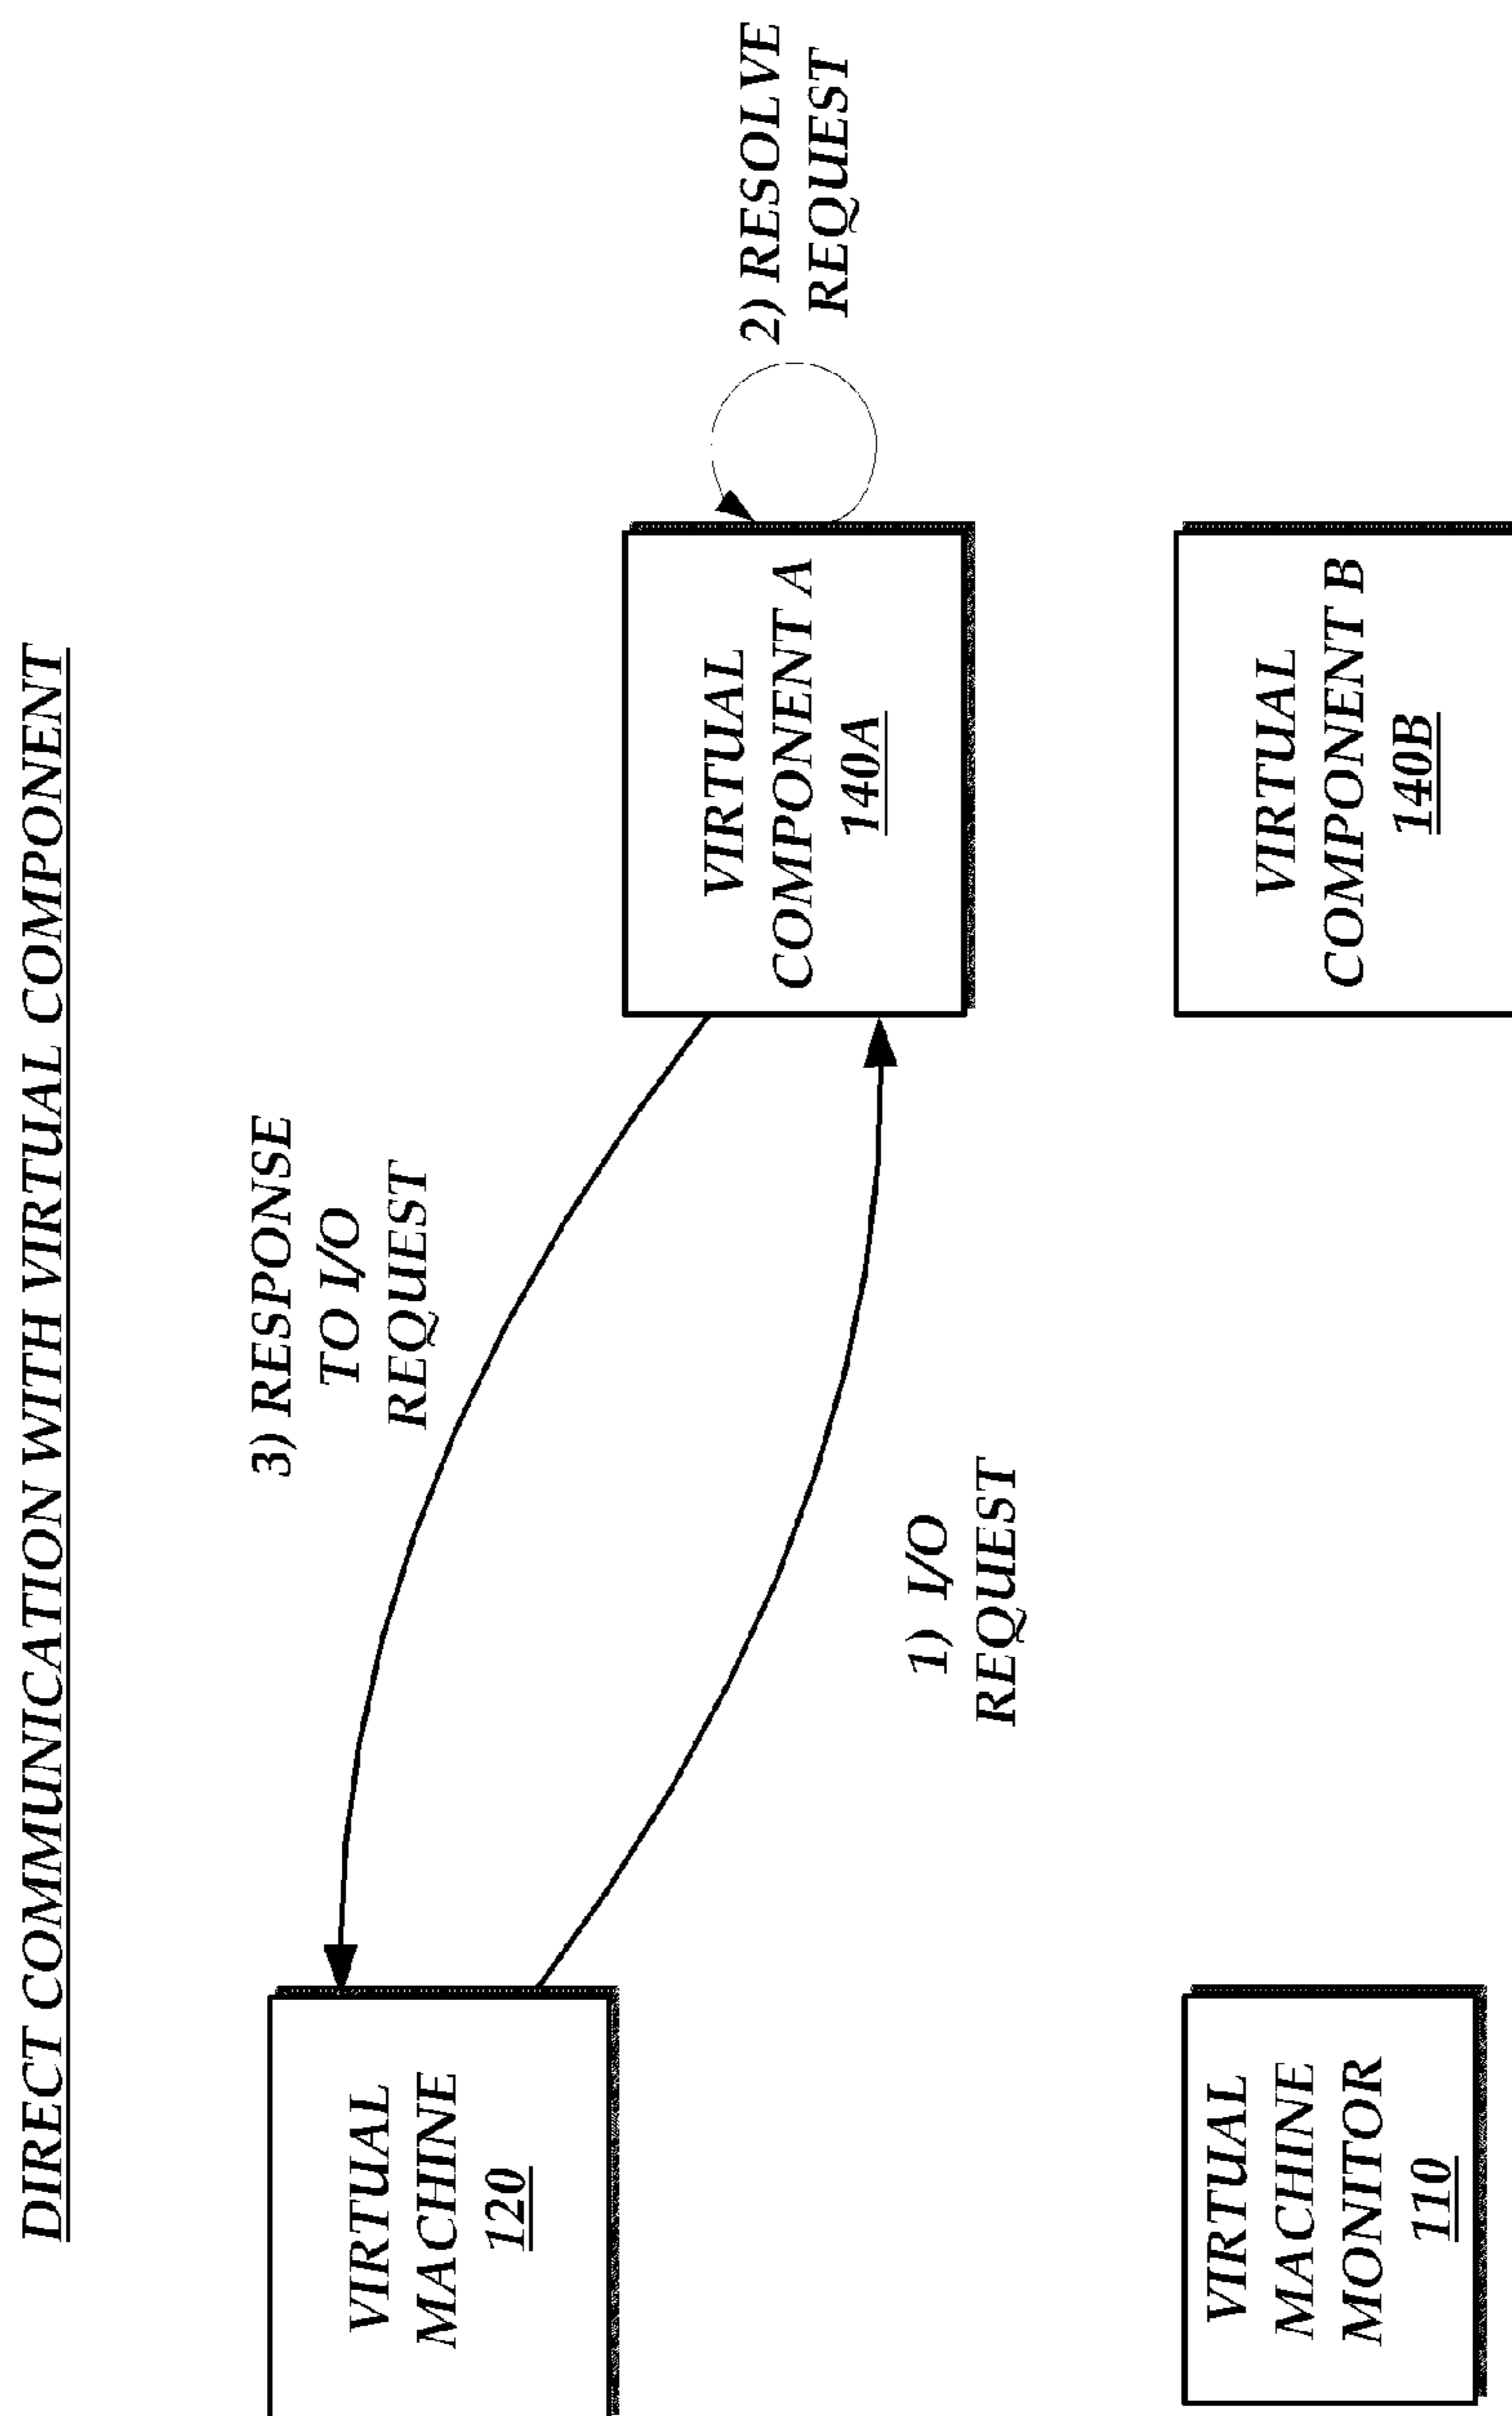 DIRECT COMMUNICATION WITH VIRTUAL COMPONENT
3) RESPONSE
TO I/O
REQUEST
VIRTUAL
MACHINE
120
2) RESOLVE
REQUEST
VIRTUAL
COMPONENT A
140A
1) I/O
REQUEST
VIRTUAL
MACHINE
MONITOR
110
VIRTUAL
COMPONENT B
140B